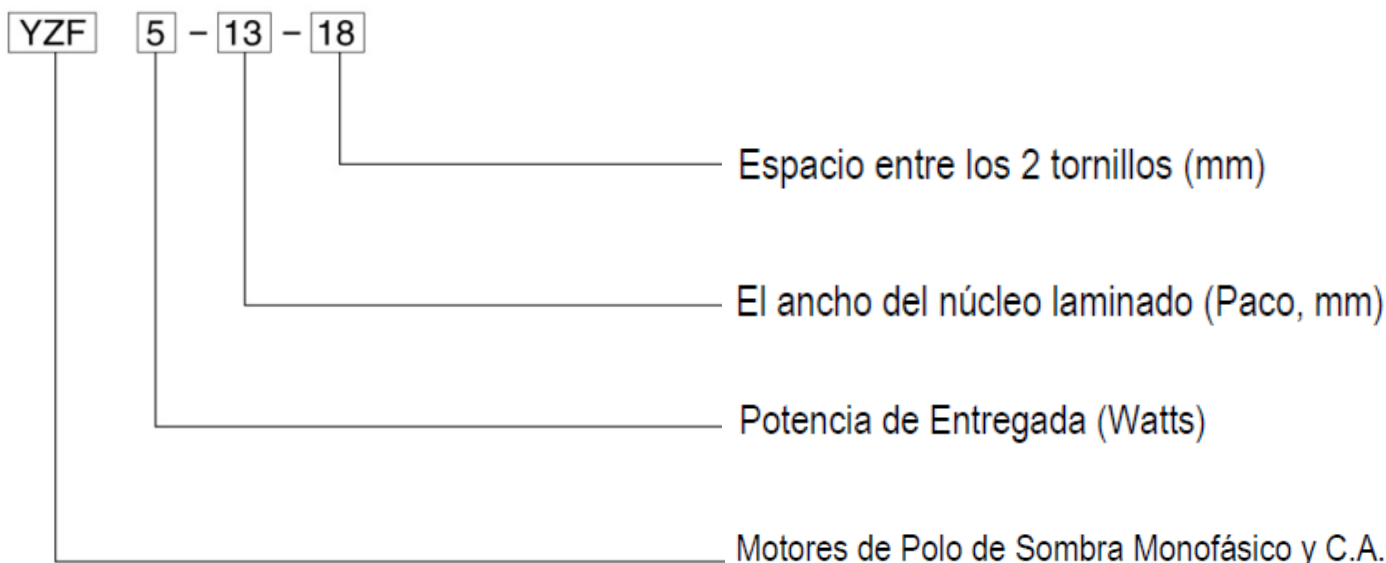 YZF 5 - 13 - 18
Espacio entre los 2 tornillos (mm)
El ancho del núcleo laminado (Paco, mm)
Potencia de Entregada (Watts)
Motores de Polo de Sombra Monofásico y C.A.